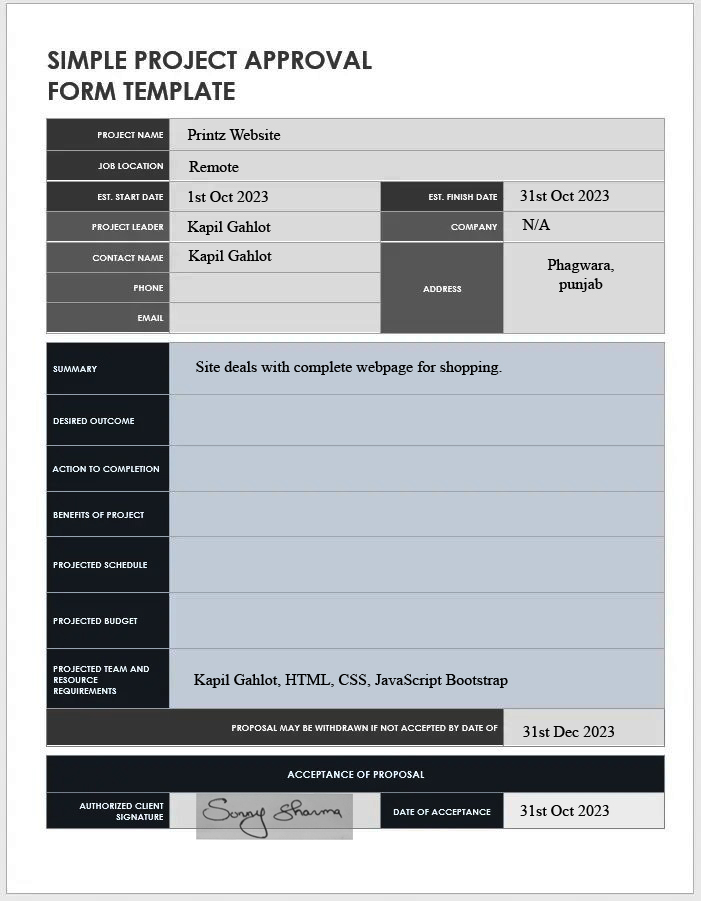 SIMPLE PROJECT APPROVAL
FORM TEMPLATE
PROJECT NAME Printz Website
JOB LOCATION Remote
EST. START DATE 1st Oct 2023 EST. FINISH DATE 31st Oct 2023
PROJECT LEADER Kapil Gahlot COMPANY N/A
CONTACT NAME Kapil Gahlot
PHONE
EMAIL
ADDRESS
Phagwara,
punjab
SUMMARY Site deals with complete webpage for shopping.
DESIRED OUTCOME
ACTION TO COMPLETION
BENEFITS OF PROJECT
PROJECTED SCHEDULE
PROJECTED BUDGET
PROJECTED TEAM AND
RESOURCE
REQUIREMENTS
Kapil Gahlot, HTML, CSS, JavaScript Bootstrap
PROPOSAL MAY BE WITHDRAWN IF NOT ACCEPTED BY DATE OF 31st Dec 2023
ACCEPTANCE OF PROPOSAL
AUTHORIZED CLIENT
SIGNATURE
Sonny Sharma
DATE OF ACCEPTANCE 31st Oct 2023